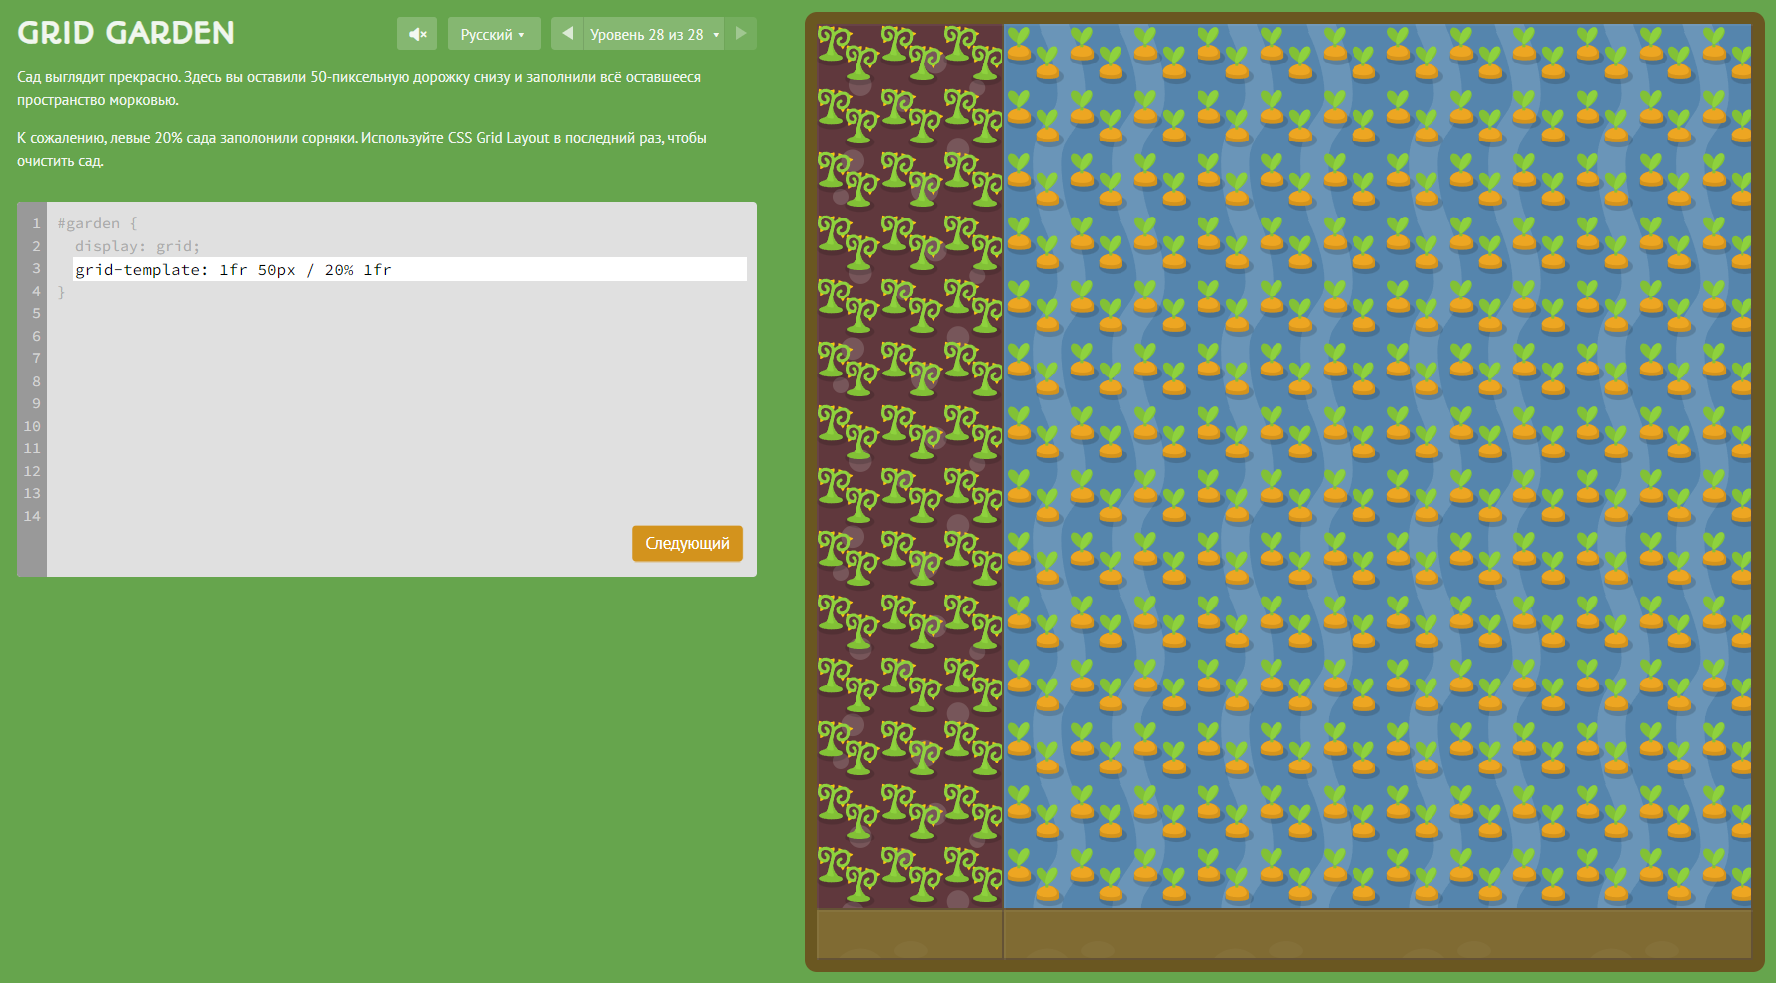 GRID GARDEN
Русский
Уровень 28 из 28
Сад выглядит прекрасно. Здесь вы оставили 50-пиксельную дорожку снизу и заполнили всё оставшееся
пространство морковью.
К сожалению, левые 20% сада заполонили сорняки. Используйте CSS Grid Layout в последний раз, чтобы
очистить сад.
1 #garden {
2 display: grid;
3 grid-template: 1fr 50px / 20% 1fr
4 }
5
6
7
8
9
10
11
12
13
14
Следующий